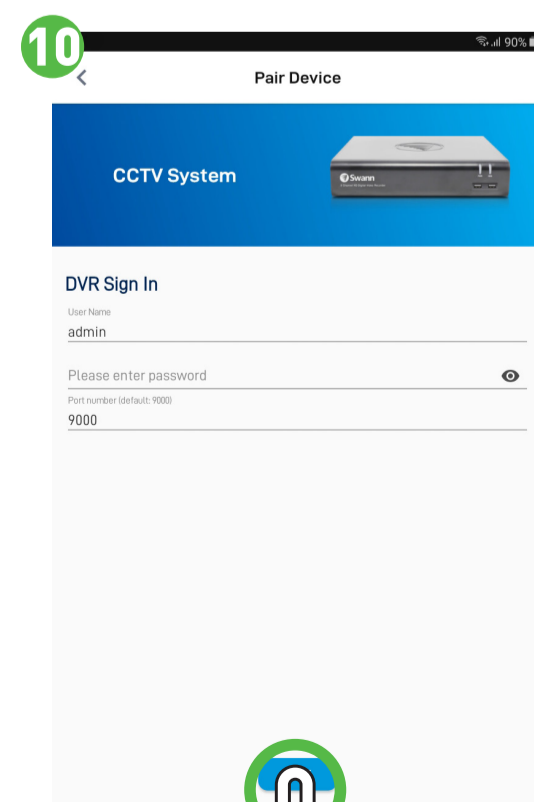 10
90%
Pair Device
CCTV System
Swann
DVR Sign In
User Name
admin
Please enter password
Port number (default: 9000)
9000